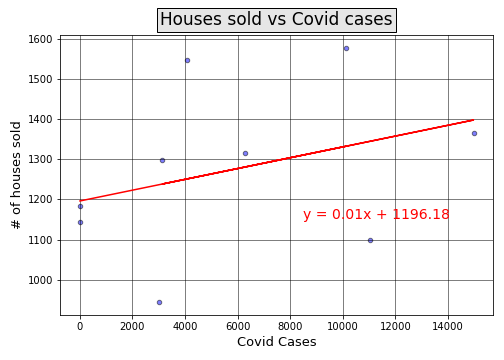 Houses sold vs Covid cases
1600
1500
1400
1300
1200
1100
1000
# of houses sold
y = 0.01x + 1196.18
0 2000 4000 6000 8000 10000 12000 14000
Covid Cases